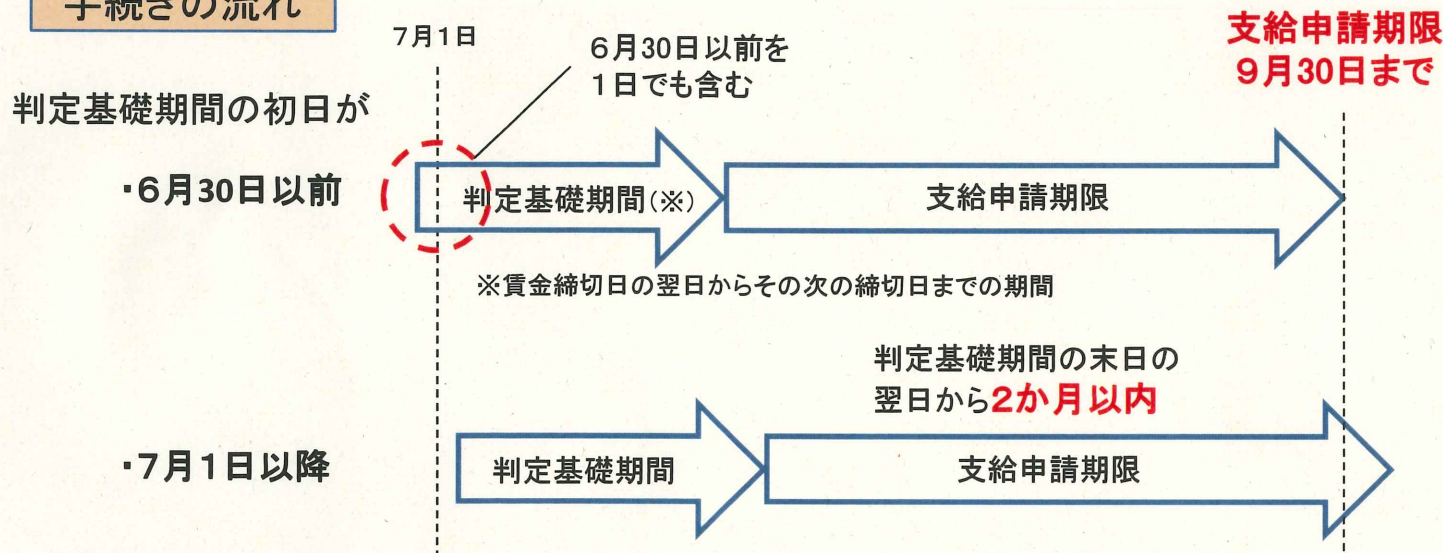 手続きの流れ
7月1日
6月30日以前を
1日でも含む
支給申請期限
9月30日まで
判定基礎期間の初日が
・6月30日以前
判定基礎期間(※)
支給申請期限
※賃金締切日の翌日からその次の締切日までの期間
判定基礎期間の末日の
翌日から2か月以内
・7月1日以降
判定基礎期間
支給申請期限